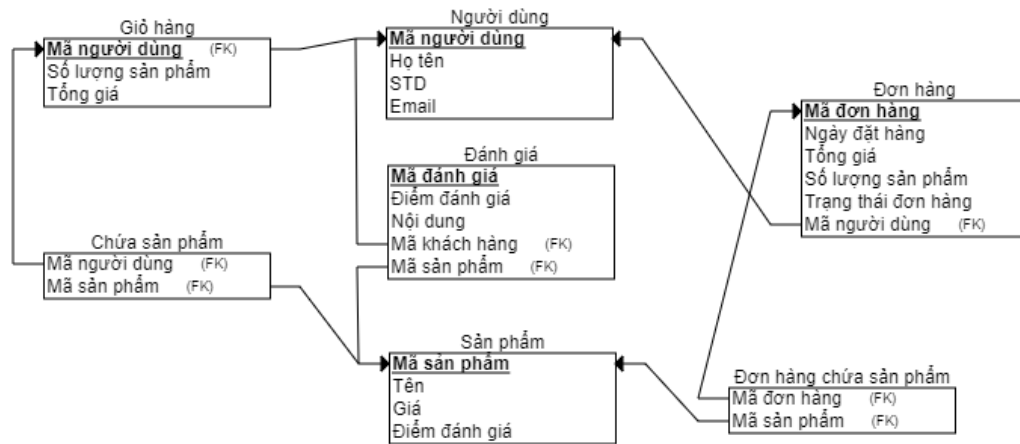 Giỏ hàng
Mã người dùng (FK)
Số lượng sản phẩm
Tổng giá
Người dùng
Mã người dùng
Họ tên
STD
Email
Đơn hàng
Mã đơn hàng
Ngày đặt hàng
Tổng giá
Số lượng sản phẩm
Trạng thái đơn hàng
Mã người dùng (FK)
Đánh giá
Mã đánh giá
Điểm đánh giá
Nội dung
Mã khách hàng (FK)
Mã sản phẩm (FK)
Chứa sản phẩm
Mã người dùng (FK)
Mã sản phẩm (FK)
Sản phẩm
Mã sản phẩm
Tên
Giá
Điểm đánh giá
Đơn hàng chứa sản phẩm
Mã đơn hàng (FK)
Mã sản phẩm (FK)